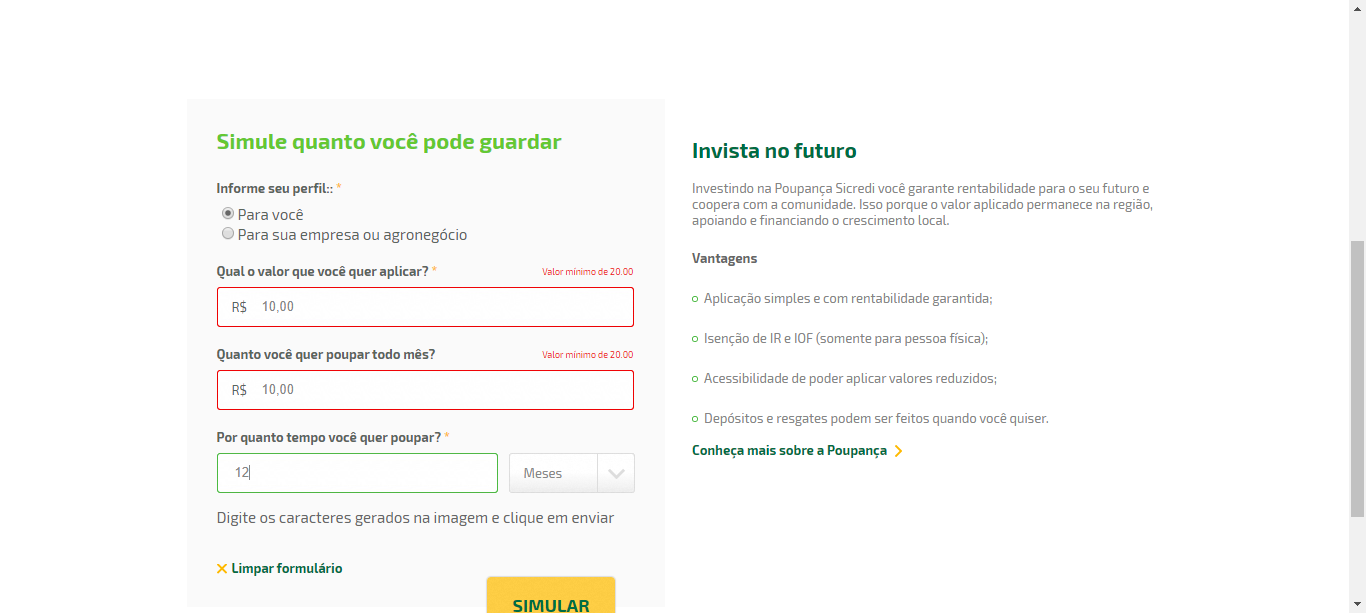 Simule quanto você pode guardar
Informe seu perfil:: *
Para você
Para sua empresa ou agronegócio
Qual o valor que você quer aplicar? *
Valor mínimo de 20.00
R$ 10,00
Quanto você quer poupar todo mês?
Valor mínimo de 20.00
R$ 10,00
Por quanto tempo você quer poupar? *
12
Meses
Digite os caracteres gerados na imagem e clique em enviar
Limpar formulário
SIMULAR
Invista no futuro
Investindo na Poupança Sicredi você garante rentabilidade para o seu futuro e
coopera com a comunidade. Isso porque o valor aplicado permanece na região,
apoiando e financiando o crescimento local.
Vantagens
Aplicação simples e com rentabilidade garantida;
Isenção de IR e IOF (somente para pessoa física);
Acessibilidade de poder aplicar valores reduzidos;
Depósitos e resgates podem ser feitos quando você quiser.
Conheça mais sobre a Poupança